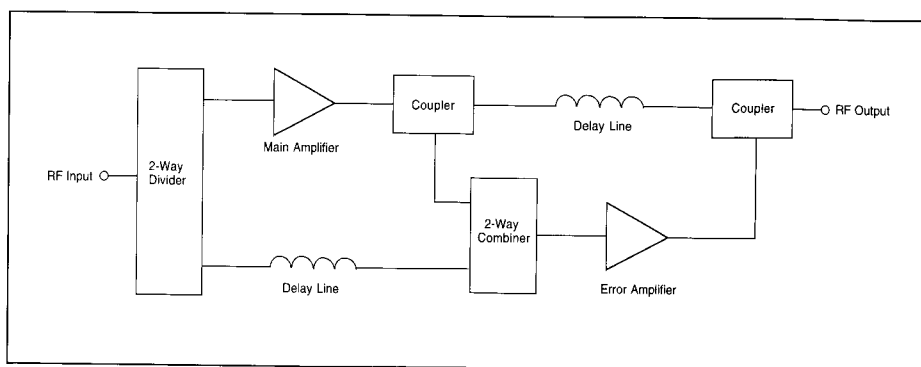 RF Input
2-Way
Divider
Main Amplifier
Coupler
Delay Line
Coupler
RF Output
Delay Line
2-Way
Combiner
Error Amplifier